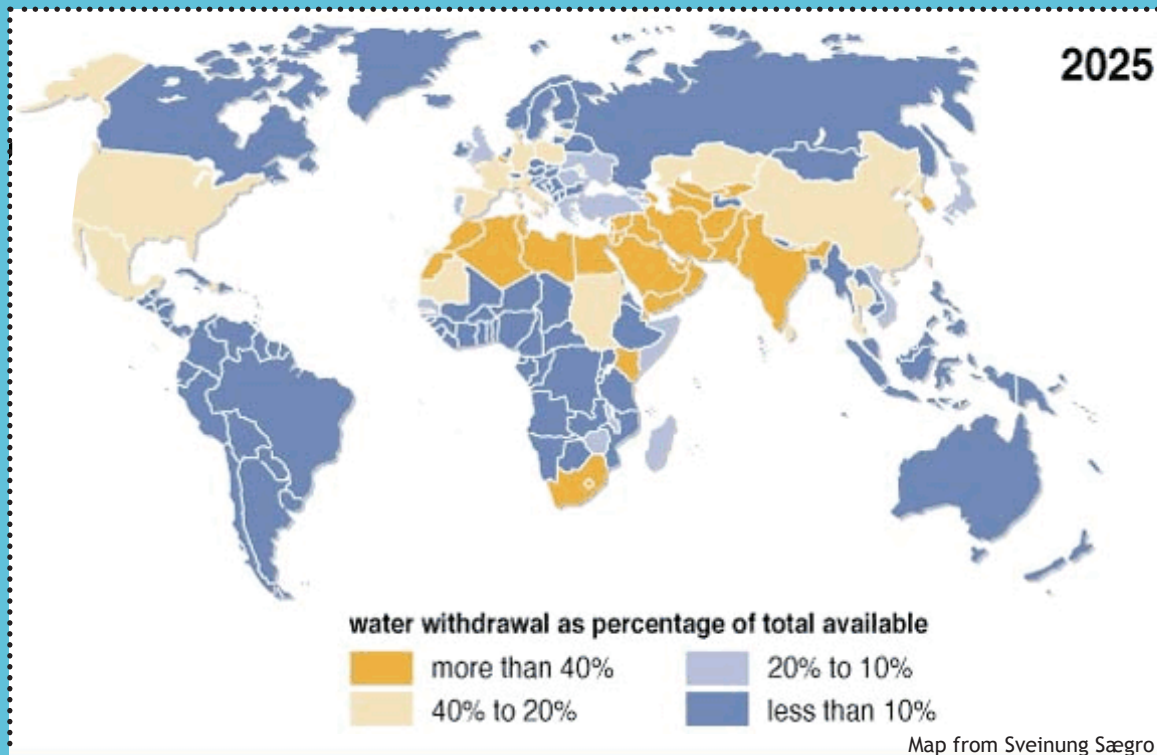 2025
water withdrawal as percentage of total available
more than 40%
20% to 10%
40% to 20%
less than 10%
Map from Sveinung Sægro